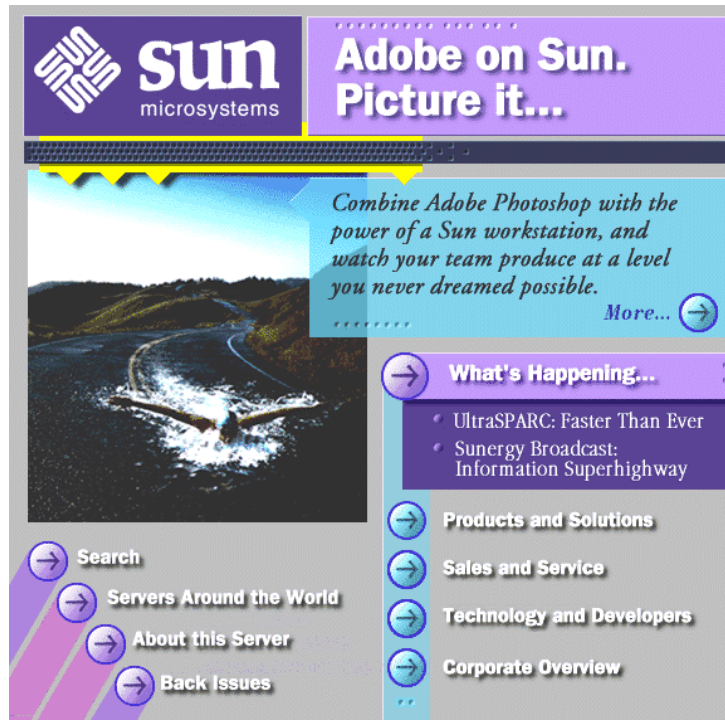 sun
microsystems
Adobe on Sun.
Picture it...
Combine Adobe Photoshop with the
power of a Sun workstation, and
watch your team produce at a level
you never dreamed possible.
More...
What's Happening...
UltraSPARC: Faster Than Ever
Sunergy Broadcast:
Information Superhighway
Products and Solutions
Sales and Service
Technology and Developers
Corporate Overview
Search
Servers Around the World
About this Server
Back Issues